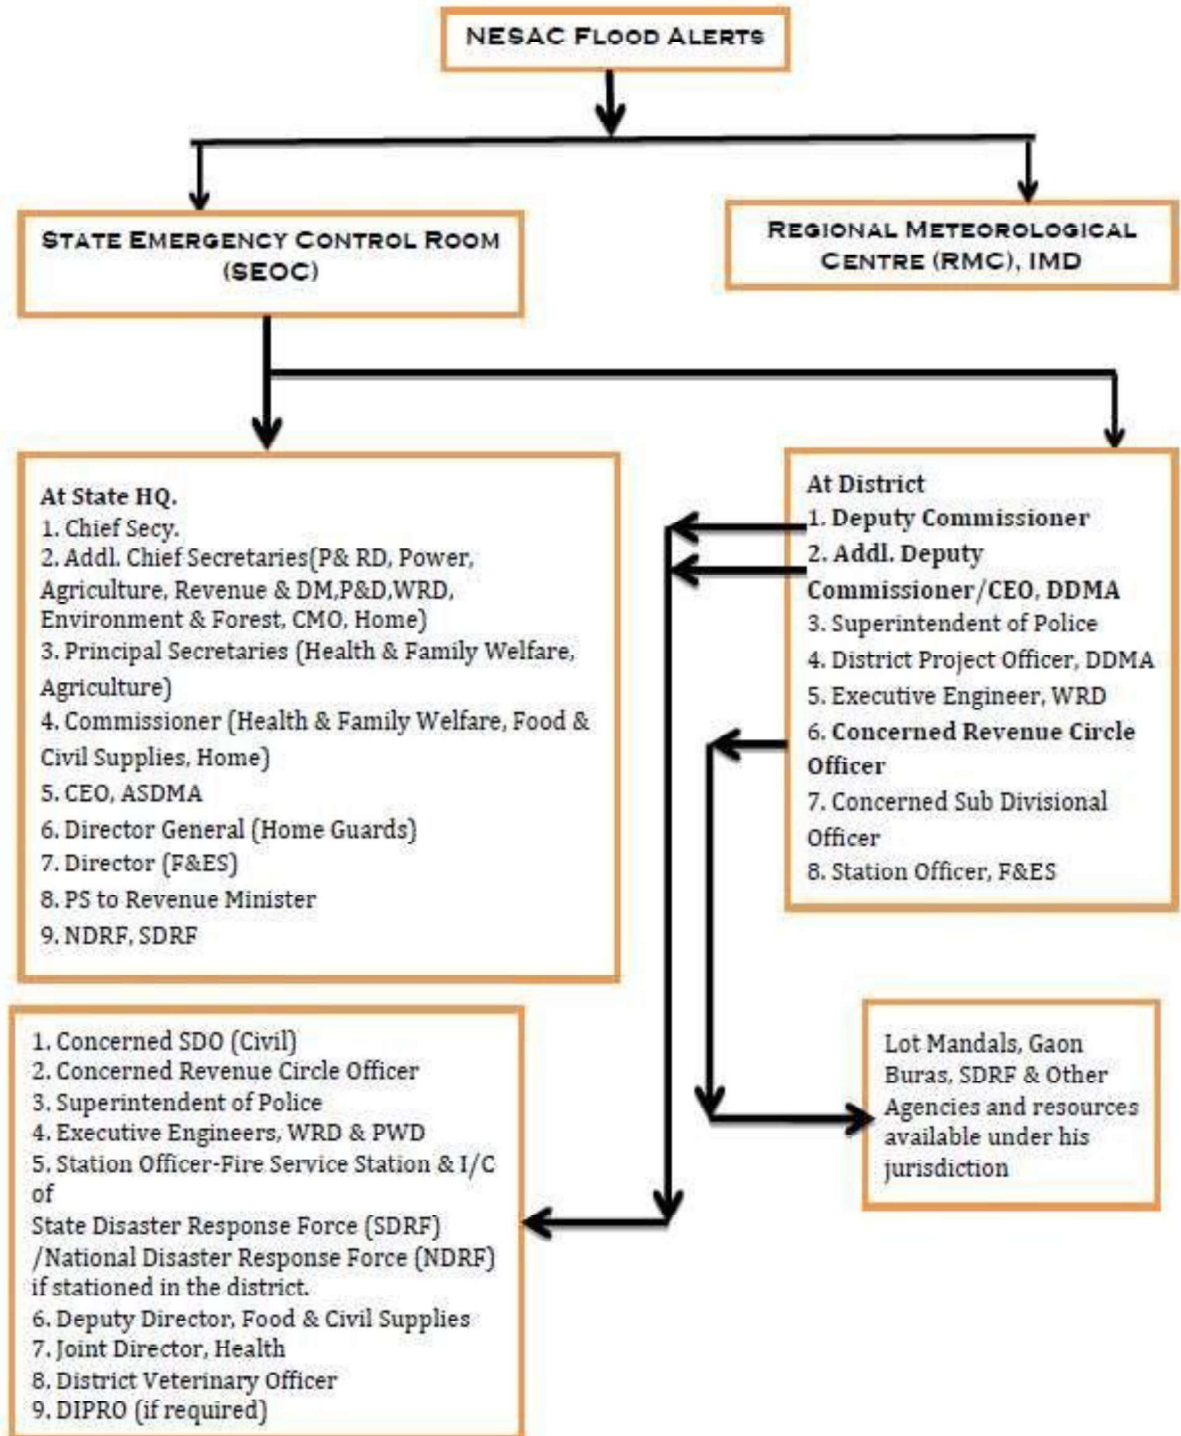 NESAC FLOOD ALERTS
STATE EMERGENCY CONTROL ROOM
(SEOC)
REGIONAL METEOROLOGICAL
CENTRE (RMC), IMD
At State HQ.
1. Chief Secy.
2. Addl. Chief Secretaries(P& RD, Power,
Agriculture, Revenue & DM,P&D,WRD,
Environment & Forest, CMO, Home)
3. Principal Secretaries (Health & Family Welfare,
Agriculture)
4. Commissioner (Health & Family Welfare, Food &
Civil Supplies, Home)
5. CEO, ASDMA
6. Director General (Home Guards)
7. Director (F&ES)
8. PS to Revenue Minister
9. NDRF, SDRF
At District
1. Deputy Commissioner
2. Addl. Deputy
Commissioner/CEO, DDMA
3. Superintendent of Police
4. District Project Officer, DDMA
5. Executive Engineer, WRD
6. Concerned Revenue Circle
Officer
7. Concerned Sub Divisional
Officer
8. Station Officer, F&ES
1. Concerned SDO (Civil)
2. Concerned Revenue Circle Officer
3. Superintendent of Police
4. Executive Engineers, WRD & PWD
5. Station Officer-Fire Service Station & I/C
of
State Disaster Response Force (SDRF)
/National Disaster Response Force (NDRF)
if stationed in the district.
6. Deputy Director, Food & Civil Supplies
7. Joint Director, Health
8. District Veterinary Officer
9. DIPRO (if required)
Lot Mandals, Gaon
Buras, SDRF & Other
Agencies and resources
available under his
jurisdiction